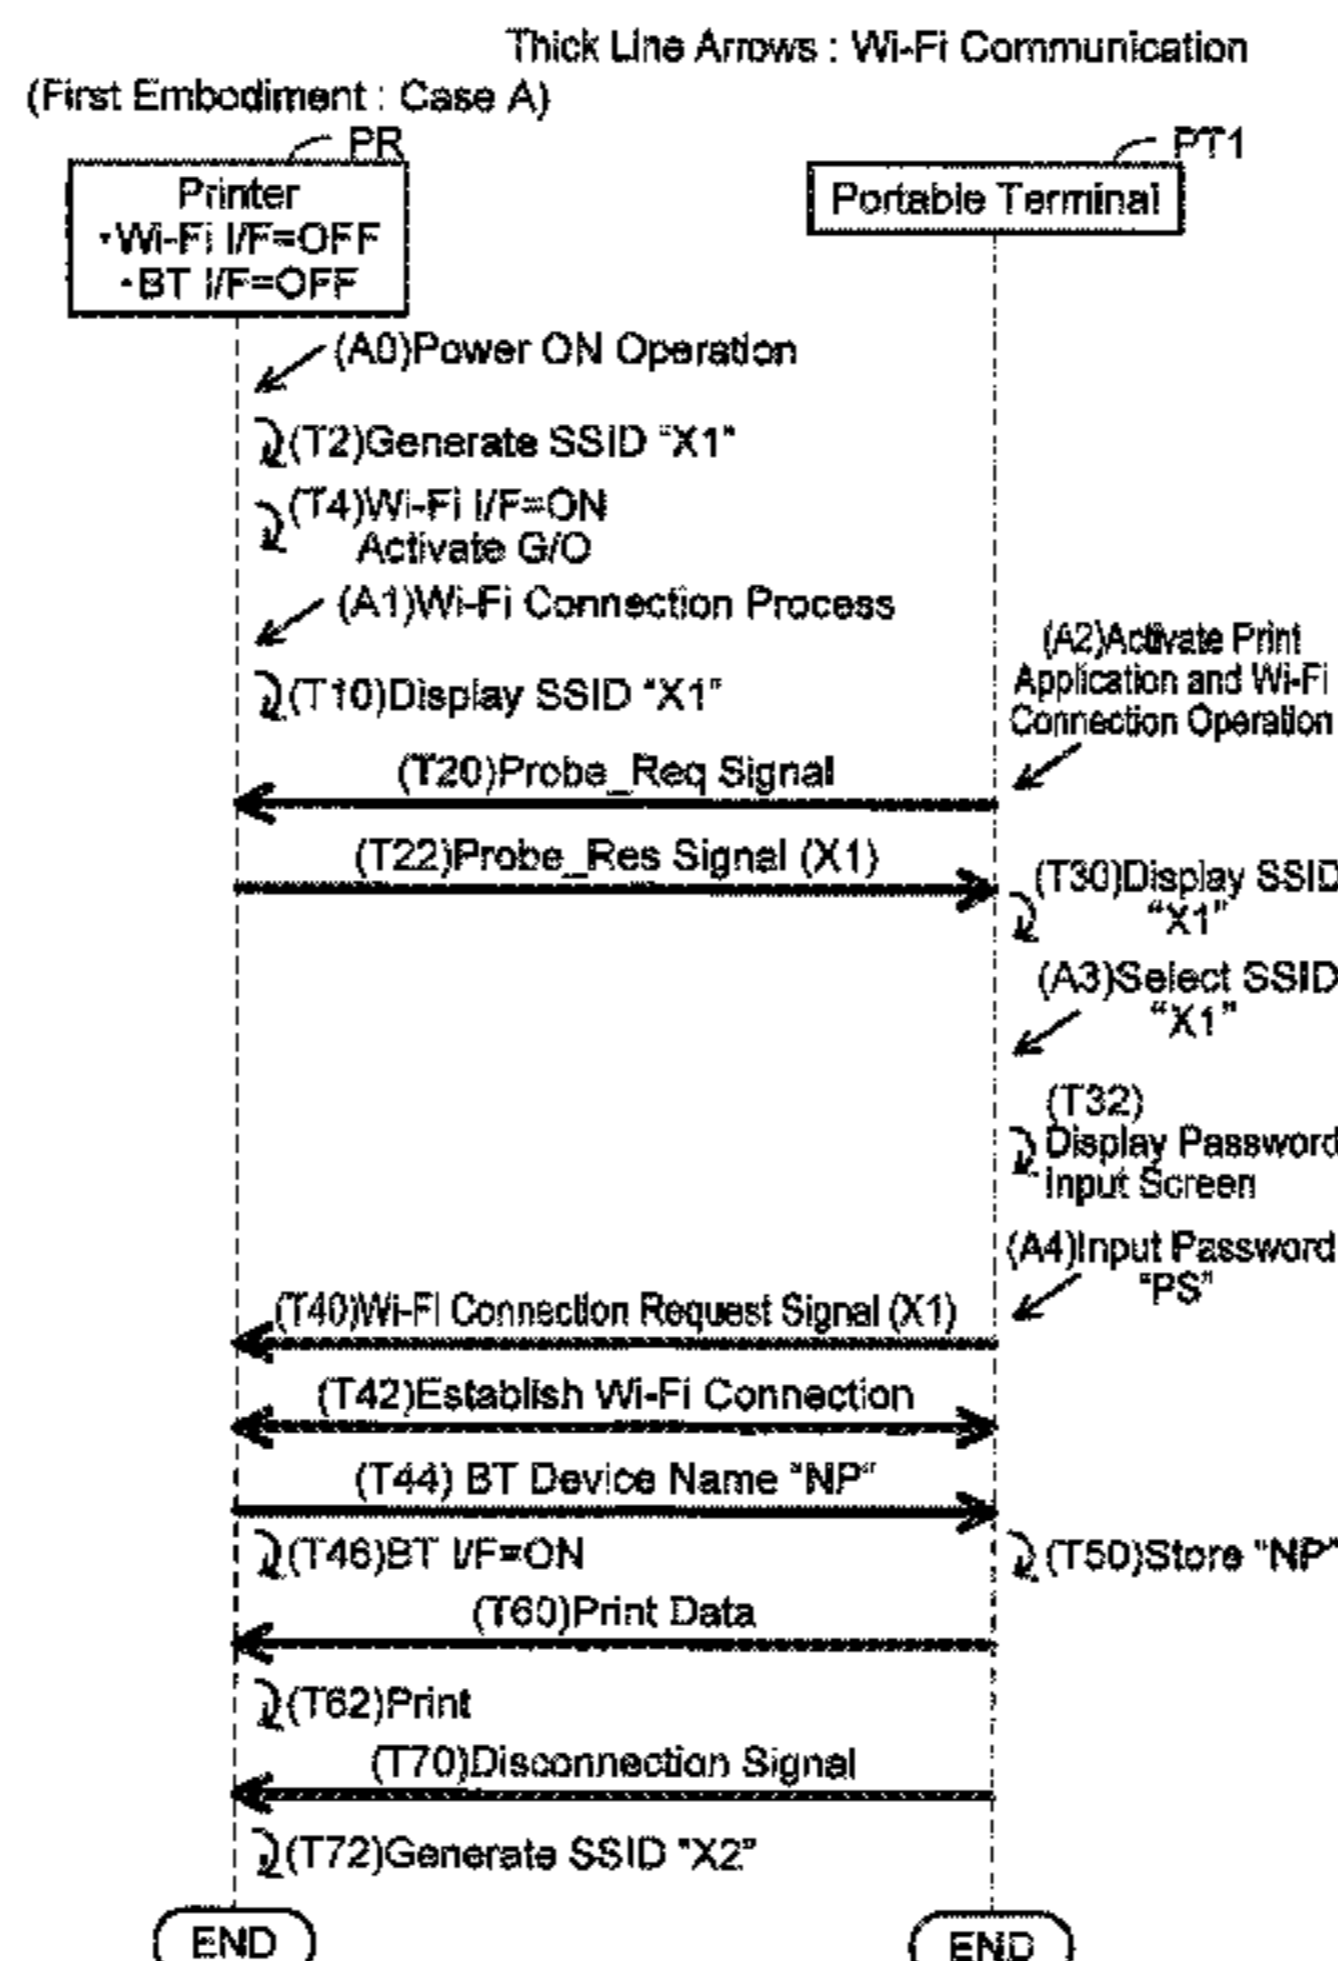 Thick Line Arrows : Wi-Fi Communication
(First Embodiment : Case A)
PR
PT1
Printer
・Wi-Fi I/F=OFF
・BT I/F=OFF
Portable Terminal
(A0)Power ON Operation
(T2)Generate SSID “X1”
(T4)Wi-Fi I/F=ON
Activate G/O
(A1)Wi-Fi Connection Process
(A2)Activate Print
Application and Wi-Fi
Connection Operation
(T10)Display SSID “X1”
(T20)Probe_Req Signal
(T22)Probe_Res Signal (X1)
(T30)Display SSID
“X1”
(A3)Select SSID
“X1”
(T32)
Display Password
Input Screen
(A4)Input Password
“PS”
(T40)Wi-Fi Connection Request Signal (X1)
(T42)Establish Wi-Fi Connection
(T44) BT Device Name “NP”
(T46)BT I/F=ON
(T50)Store “NP”
(T60)Print Data
(T62)Print
(T70)Disconnection Signal
(T72)Generate SSID “X2”
END
END